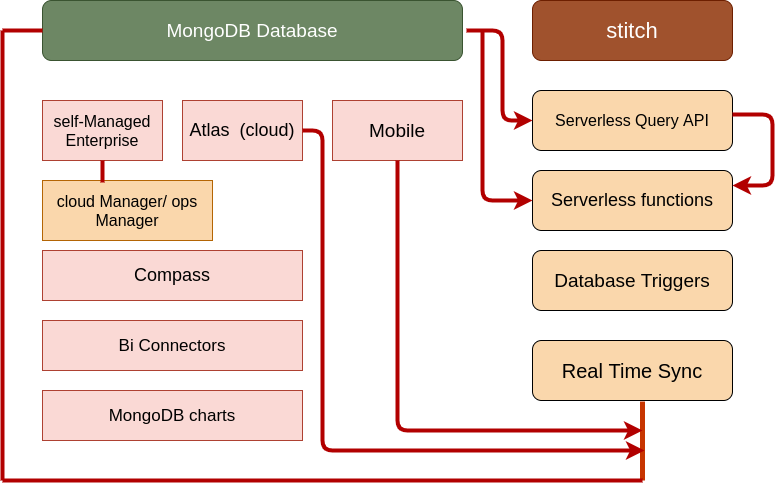 MongoDB Database
stitch
self-Managed
Enterprise
Atlas (cloud)
Mobile
Serverless Query API
cloud Manager/ ops
Manager
Serverless functions
Compass
Database Triggers
Bi Connectors
Real Time Sync
MongoDB charts